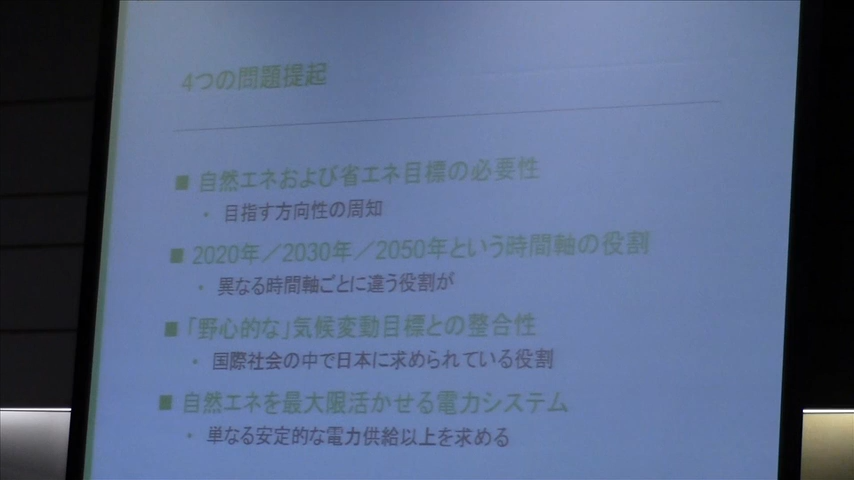 4つの問題提起
■ 自然エネおよび省エネ目標の必要性
・ 目指す方向性の周知
■ 2020年／2030年／2050年という時間軸の役割
・ 異なる時間軸ごとに違う役割が
■ 「野心的な」気候変動目標との整合性
・ 国際社会の中で日本に求められている役割
■ 自然エネを最大限活かせる電力システム
・ 単なる安定的な電力供給以上を求める